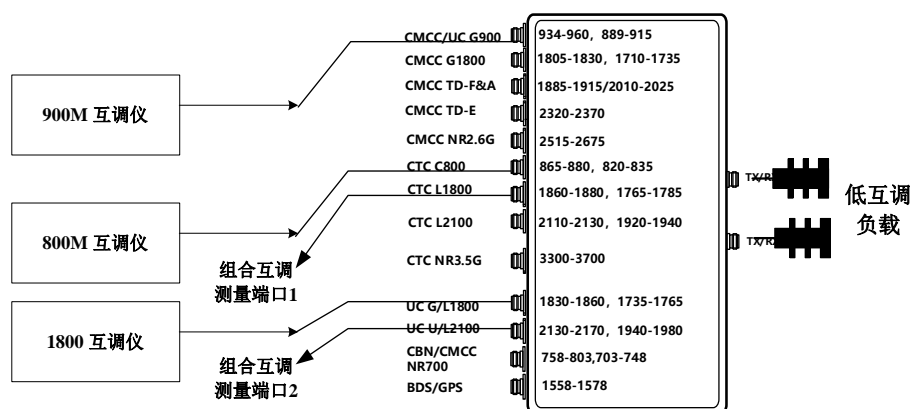 CMCC/UC G900
934-960, 889-915
CMCC G1800
1805-1830, 1710-1735
CMCC TD-F&A
1885-1915/2010-2025
900M 互调仪
CMCC TD-E
2320-2370
CMCC NR2.6G
2515-2675
CTC C800
865-880, 820-835
TX/R
CTC L1800
1860-1880, 1765-1785
低互调
负载
CTC L2100
2110-2130, 1920-1940
800M 互调仪
TX/R
组合互调
测量端口1
CTC NR3.5G
3300-3700
UC G/L1800
1830-1860, 1735-1765
1800 互调仪
UC U/L2100
2130-2170, 1940-1980
组合互调
测量端口2
CBN/CMCC
NR700
758-803,703-748
BDS/GPS
1558-1578